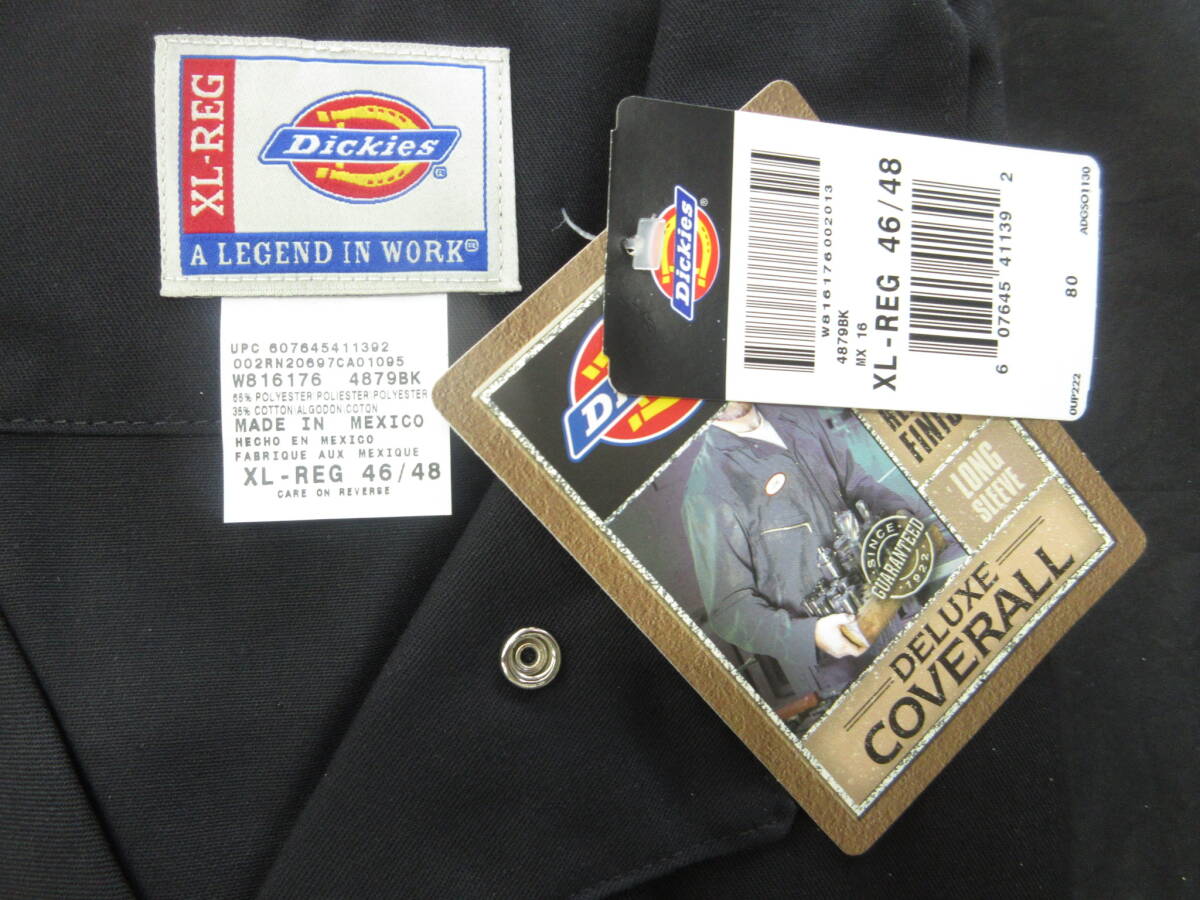 XL-REG
Dickies
®
A LEGEND IN WORK
UPC 607645411392
002RN20697CA01095
W816176 4879BK
65% POLYESTER POLIESTER POLYESTER
35% COTTON/ALGODON/COTON
MADE IN MEXICO
HECHO EN MEXICO
FABRIQUE AUX MEXIQUE
XL-REG 46/48
CARE ON REVERSE
Dickies
®
W816176002013
4879BK
MX 16
XL-REG 46/48
6 07645 41139 2
80
ADGSO1130
0UP222
LONG
SLEEVE
SINCE
GUARANTEED
1922
DELUXE
COVERALL